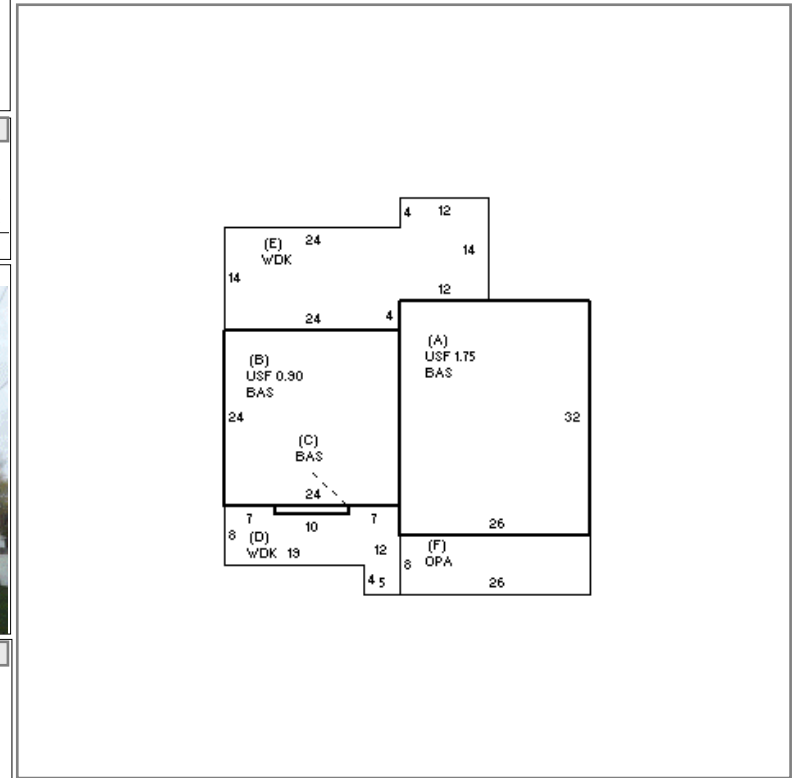 4 12
(E) 24
WDK
14
14
12
24 4
(A)
USF 1.75
BAS
(B)
USF 0.90
BAS
24
32
(C)
BAS
24
7 10 7
26
8 (D)
WDK 19
12
(F)
OPA
8
4 5
26